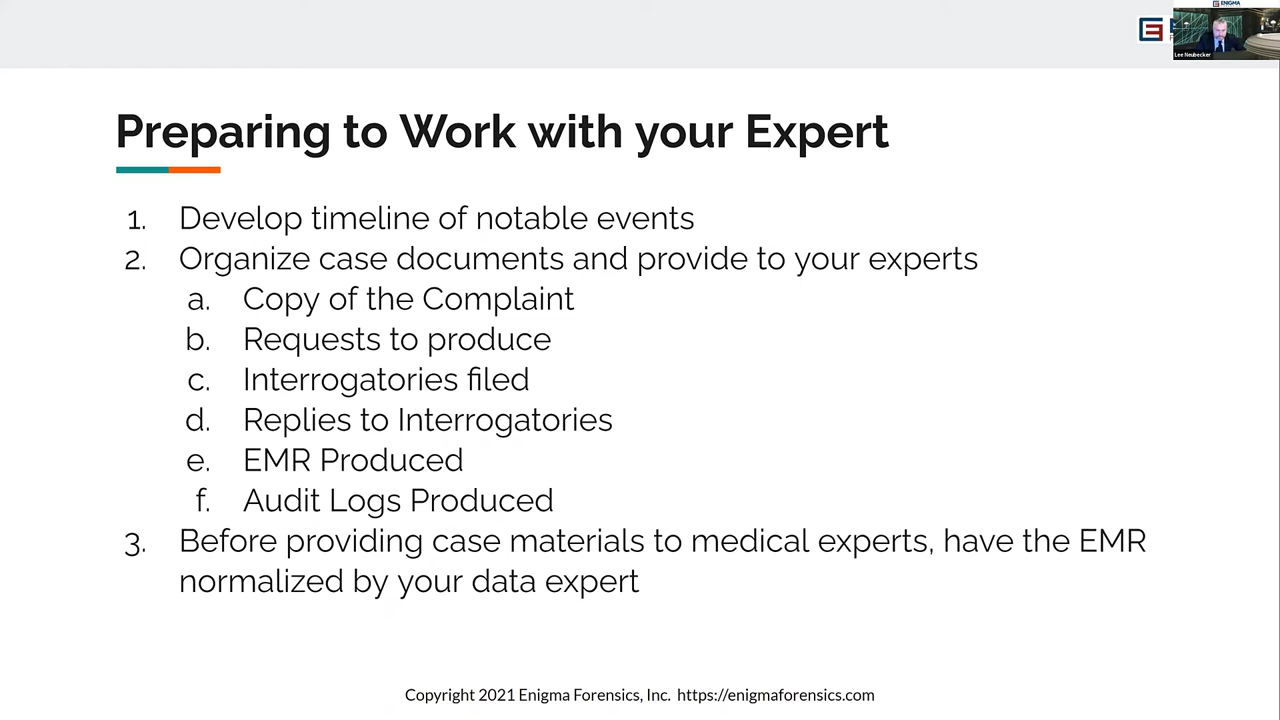 ENIGMA
Lee Neubecker
Preparing to Work with your Expert
1. Develop timeline of notable events
2. Organize case documents and provide to your experts
a. Copy of the Complaint
b. Requests to produce
c. Interrogatories filed
d. Replies to Interrogatories
e. EMR Produced
f. Audit Logs Produced
3. Before providing case materials to medical experts, have the EMR
normalized by your data expert
Copyright 2021 Enigma Forensics, Inc. https://enigmaforensics.com